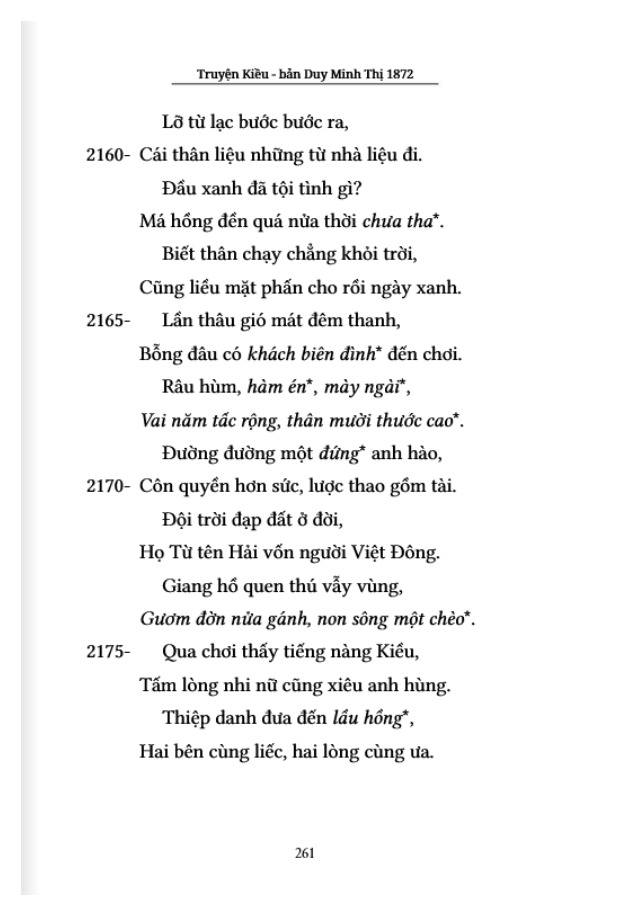 Truyện Kiều - bản Duy Minh Thị 1872
Lỡ từ lạc bước bước ra,
2160- Cái thân liệu những từ nhà liệu đi.
Đầu xanh đã tội tình gì?
Má hồng đền quá nửa thời chưa tha*.
Biết thân chạy chẳng khỏi trời,
Cũng liều mặt phấn cho rồi ngày xanh.
2165- Lần thâu gió mát đêm thanh,
Bỗng đâu có khách biên đình* đến chơi.
Râu hùm, hàm én*, mày ngài*,
Vai năm tấc rộng, thân mười thước cao*.
Đường đường một đứng* anh hào,
2170- Côn quyền hơn sức, lược thao gồm tài.
Đội trời đạp đất ở đời,
Họ Từ tên Hải vốn người Việt Đông.
Giang hồ quen thú vẫy vùng,
Gươm đờn nửa gánh, non sông một chèo*.
2175- Qua chơi thấy tiếng nàng Kiều,
Tấm lòng nhi nữ cũng xiêu anh hùng.
Thiệp danh đưa đến lầu hồng*,
Hai bên cùng liếc, hai lòng cùng ưa.
261